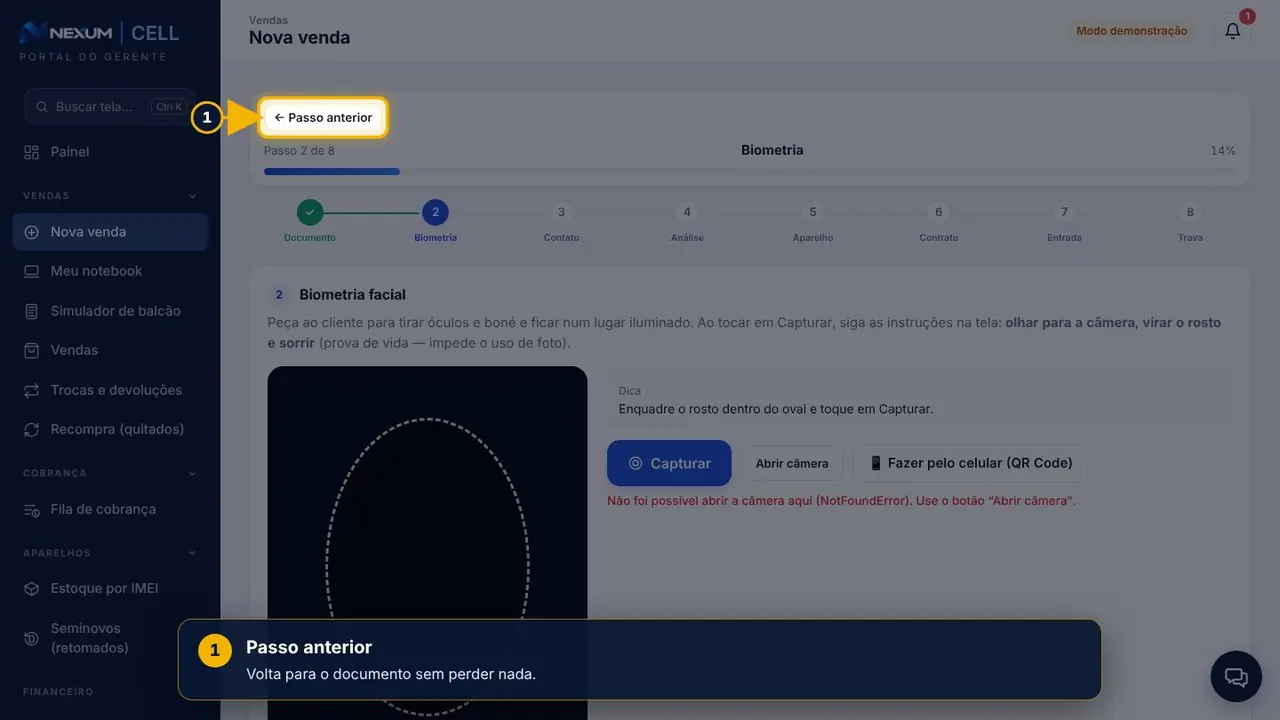 NEXUM | CELL
PORTAL DO GERENTE
Buscar tela... Ctrl K
Painel
VENDAS
Nova venda
Meu notebook
Simulador de balcão
Vendas
Trocas e devoluções
Recompra (quitados)
COBRANÇA
Fila de cobrança
APARELHOS
Estoque por IMEI
Seminovos
(retomados)
FINANCEIRO
Vendas
Nova venda
Modo demonstração
1
1
← Passo anterior
Passo 2 de 8
Biometria
14%
2 3 4 5 6 7 8
Documento Biometria Contato Análise Aparelho Contrato Entrada Trava
2 Biometria facial
Peça ao cliente para tirar óculos e boné e ficar num lugar iluminado. Ao tocar em Capturar, siga as instruções na tela: olhar para a câmera, virar o rosto
e sorrir (prova de vida — impede o uso de foto).
Dica
Enquadre o rosto dentro do oval e toque em Capturar.
Capturar
Abrir câmera
Fazer pelo celular (QR Code)
Não foi possível abrir a câmera aqui (NotFoundError). Use o botão “Abrir câmera”.
1 Passo anterior
Volta para o documento sem perder nada.